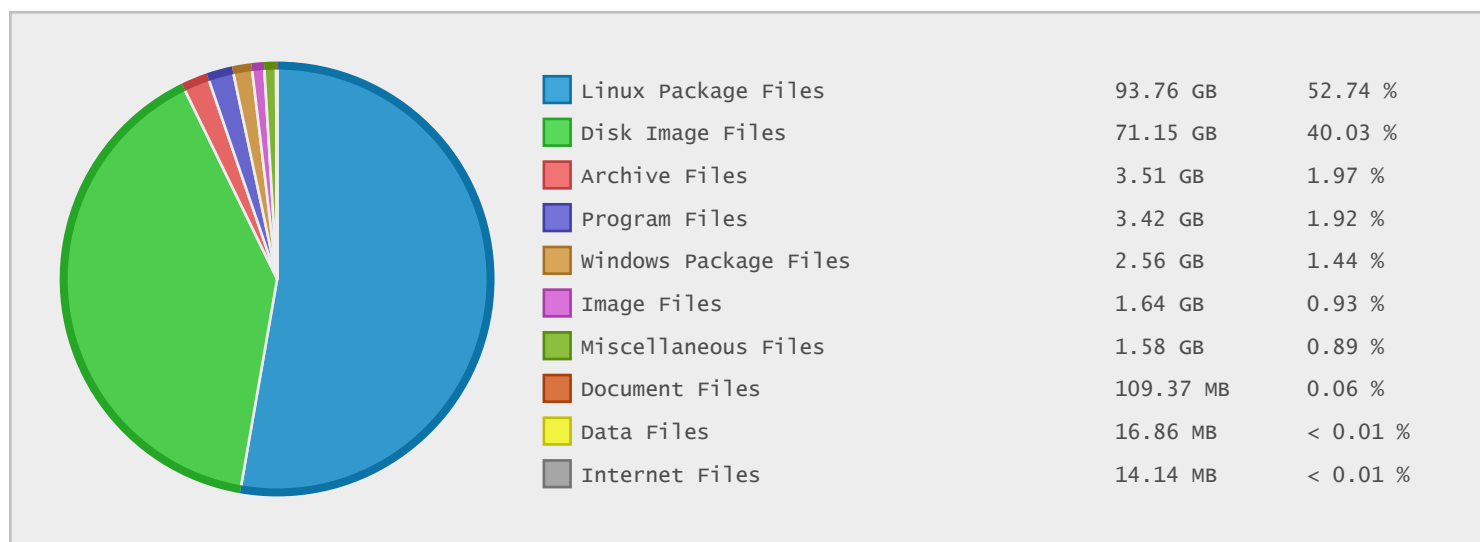 Linux Package Files 93.76 GB 52.74 %
Disk Image Files 71.15 GB 40.03 %
Archive Files 3.51 GB 1.97 %
Program Files 3.42 GB 1.92 %
Windows Package Files 2.56 GB 1.44 %
Image Files 1.64 GB 0.93 %
Miscellaneous Files 1.58 GB 0.89 %
Document Files 109.37 MB 0.06 %
Data Files 16.86 MB < 0.01 %
Internet Files 14.14 MB < 0.01 %